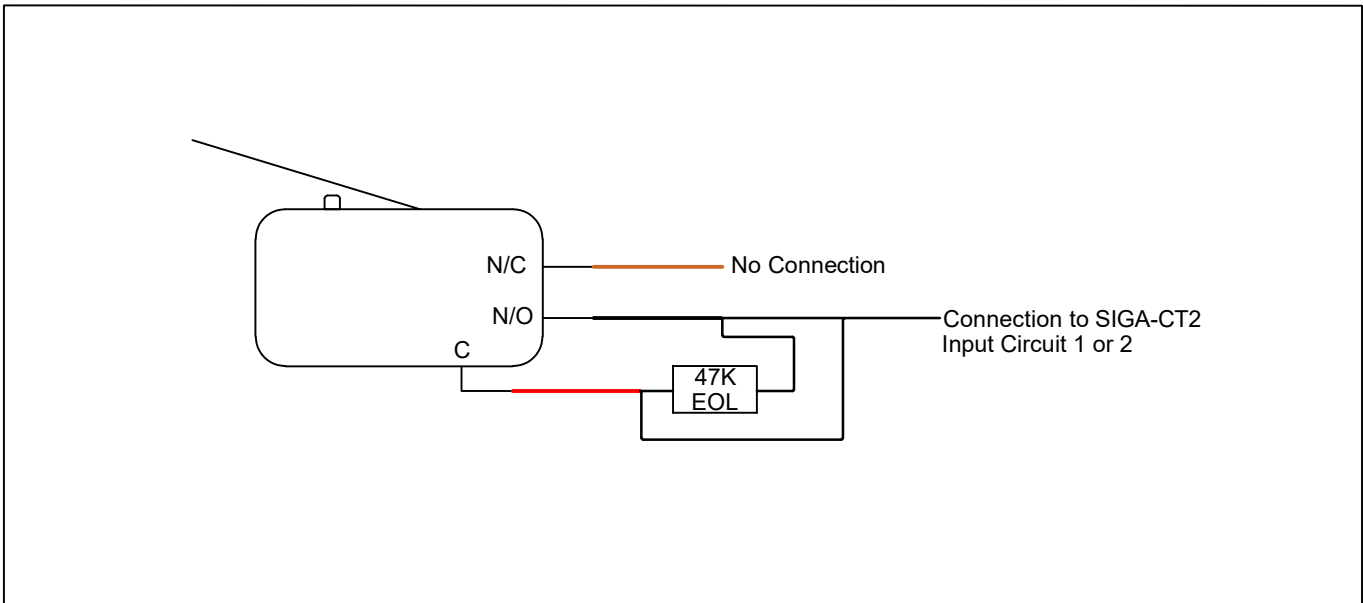 N/C
No Connection
N/O
Connection to SIGA-CT2
Input Circuit 1 or 2
C
47K
EOL